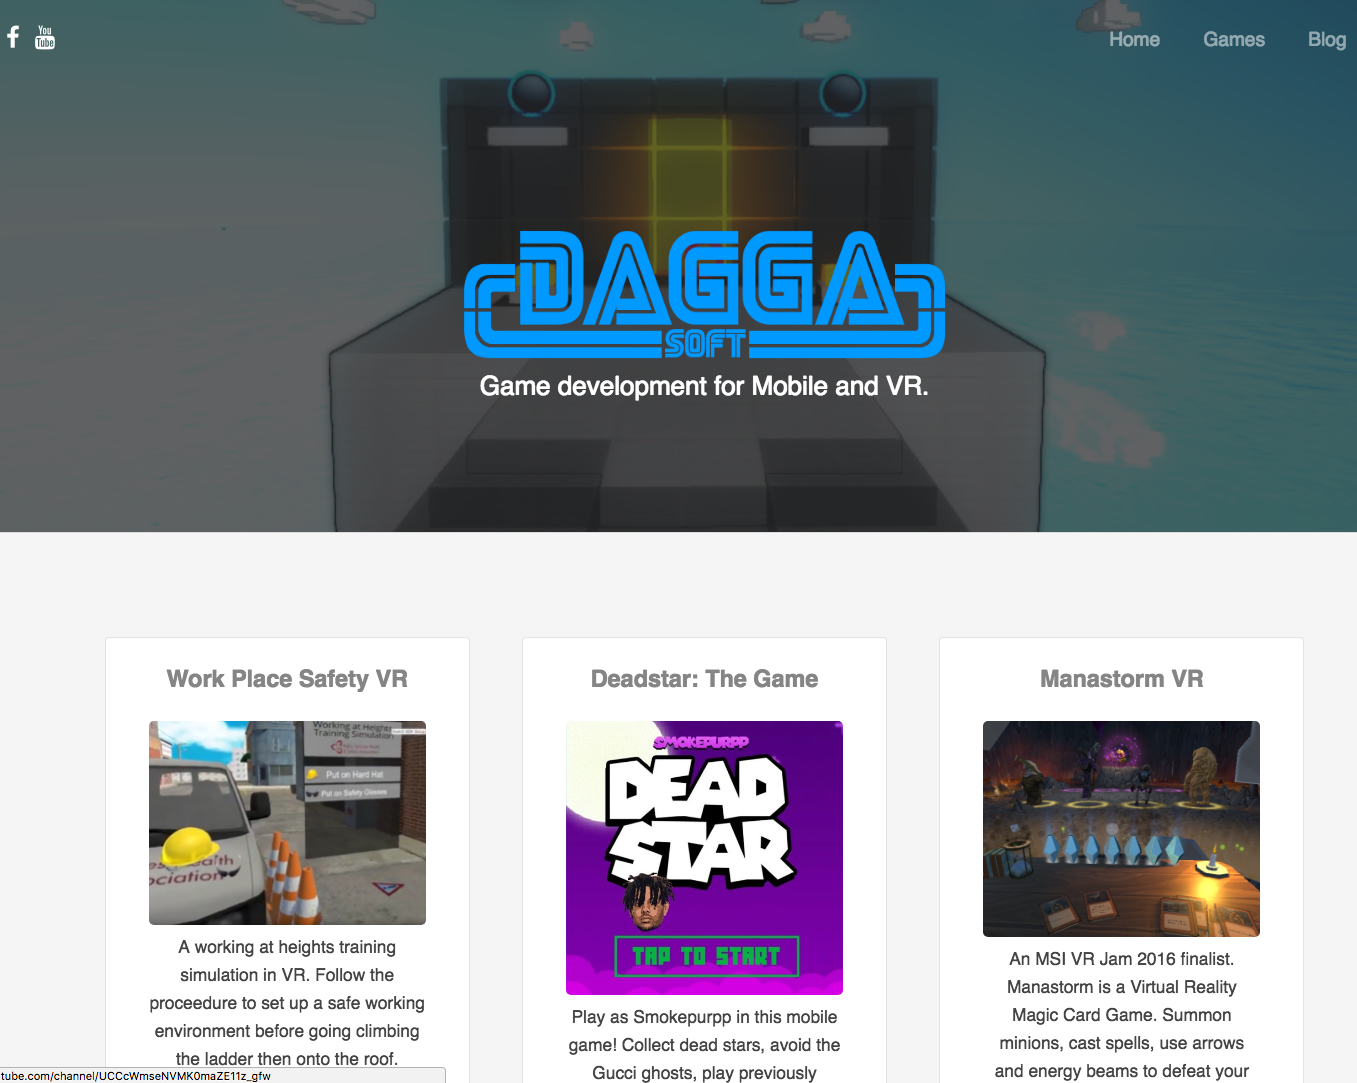 You
Tube
Home Games Blog
DAGGA
SOFT
Game development for Mobile and VR.
Work Place Safety VR
Working at Heights
Training Simulation
Put on Hard Hat
Put on Safety Glasses
A working at heights training
simulation in VR. Follow the
proceedure to set up a safe working
environment before going climbing
the ladder then onto the roof.
Deadstar: The Game
SMOKEPURPP
DEAD
STAR
TAP TO START
Play as Smokepurpp in this mobile
game! Collect dead stars, avoid the
Gucci ghosts, play previously
Manastorm VR
An MSI VR Jam 2016 finalist.
Manastorm is a Virtual Reality
Magic Card Game. Summon
minions, cast spells, use arrows
and energy beams to defeat your
tube.com/channel/UCCcWmseNVMK0maZE11z_gfw